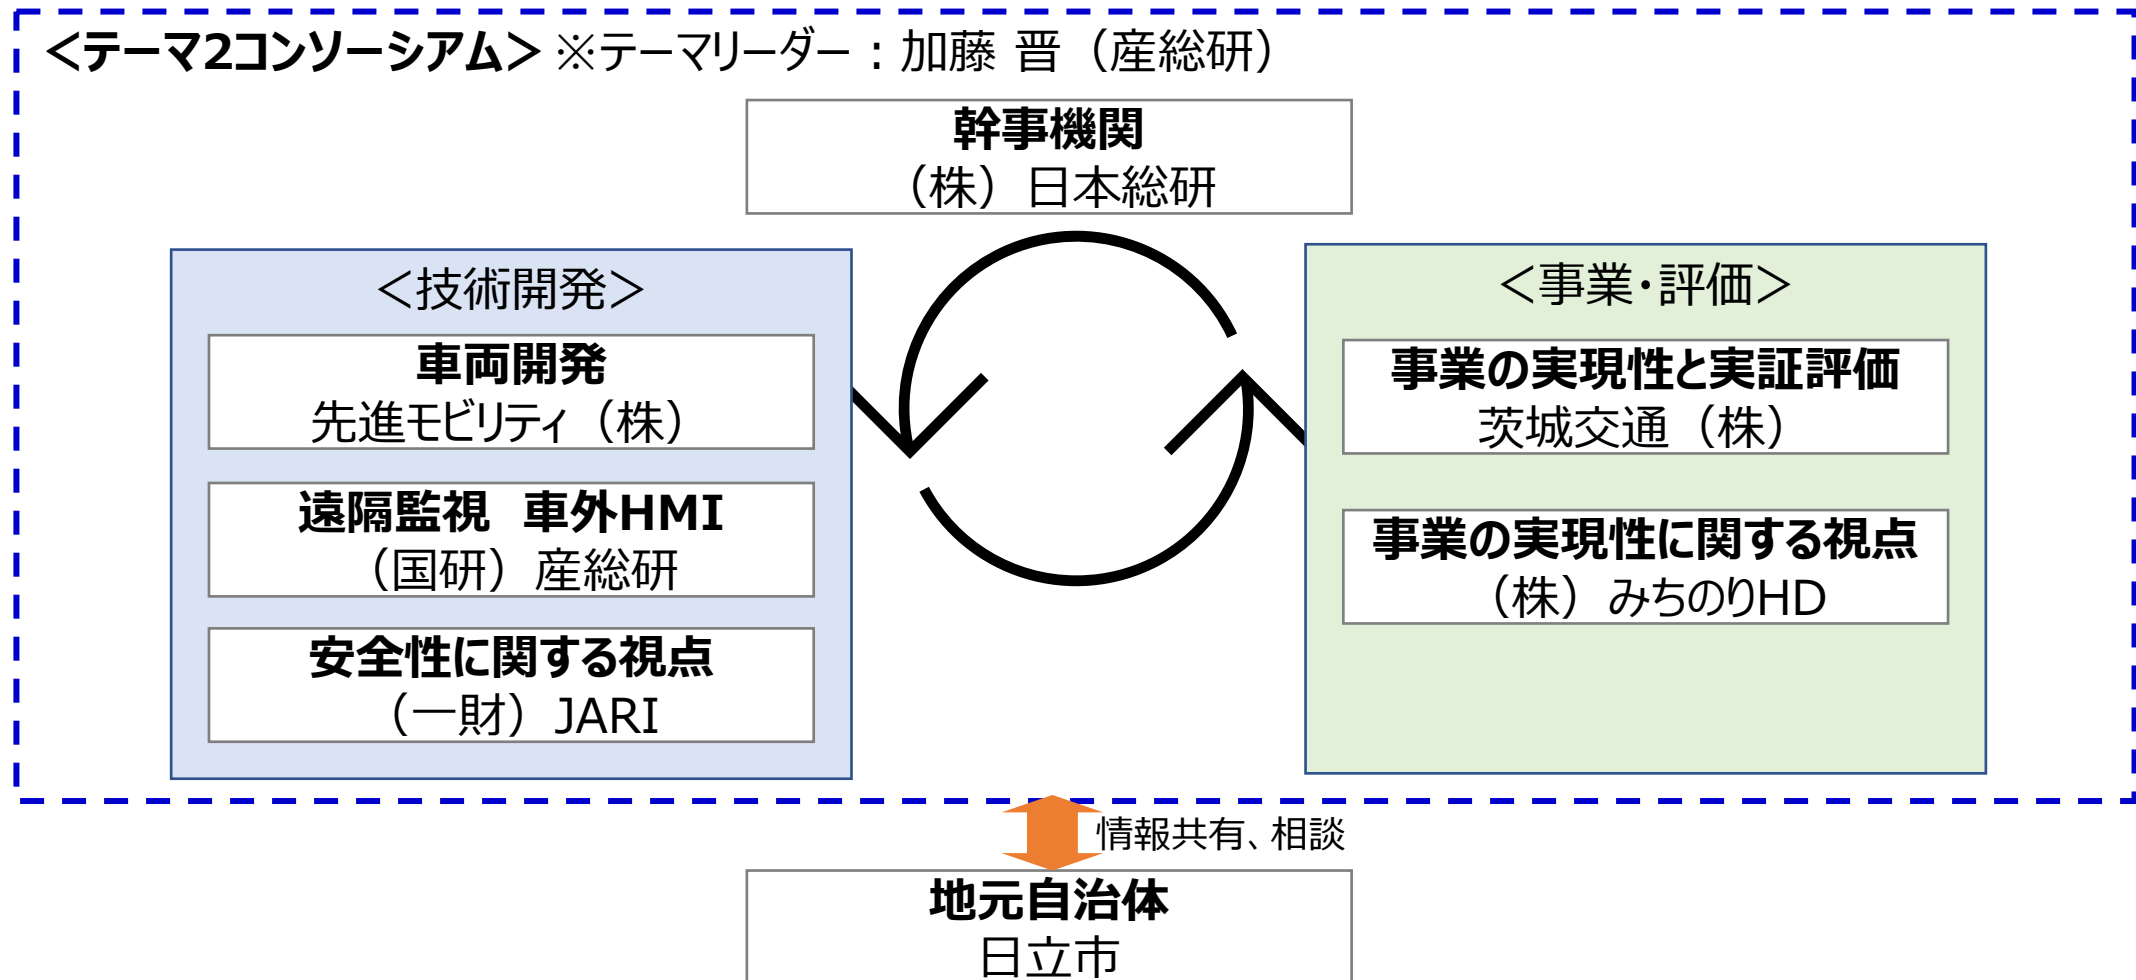 ＜テーマ2コンソーシアム＞ ※テーマリーダー：加藤 晋（産総研）
幹事機関
（株）日本総研
＜技術開発＞
車両開発
先進モビリティ（株）
遠隔監視　車外HMI
（国研）産総研
安全性に関する視点
（一財）JARI
＜事業・評価＞
事業の実現性と実証評価
茨城交通（株）
事業の実現性に関する視点
（株）みちのりHD
情報共有、相談
地元自治体
日立市